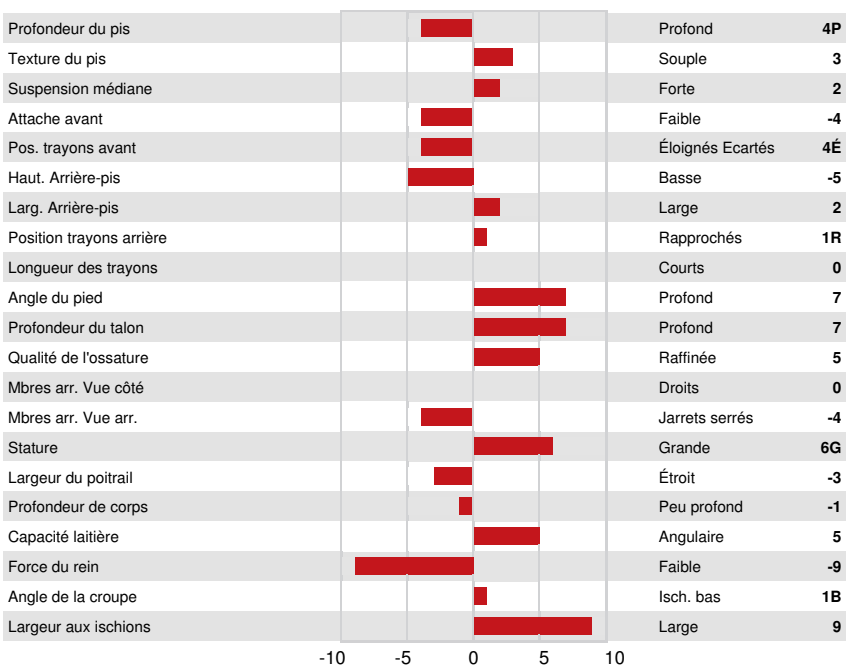 Profondeur du pis Profond 4P
Texture du pis Souple 3
Suspension médiane Forte 2
Attache avant Faible -4
Pos. trayons avant Éloignés Ecartés 4É
Haut. Arrière-pis Basse -5
Larg. Arrière-pis Large 2
Position trayons arrière Rapprochés 1R
Longueur des trayons Courts 0
Angle du pied Profond 7
Profondeur du talon Profond 7
Qualité de l'ossature Raffinée 5
Mbres arr. Vue côté Droits 0
Mbres arr. Vue arr. Jarrets serrés -4
Stature Grande 6G
Largeur du poitrail Étroit -3
Profondeur de corps Peu profond -1
Capacité laitière Angulaire 5
Force du rein Faible -9
Angle de la croupe Isch. bas 1B
Largeur aux ischions Large 9
-10 -5 0 5 10